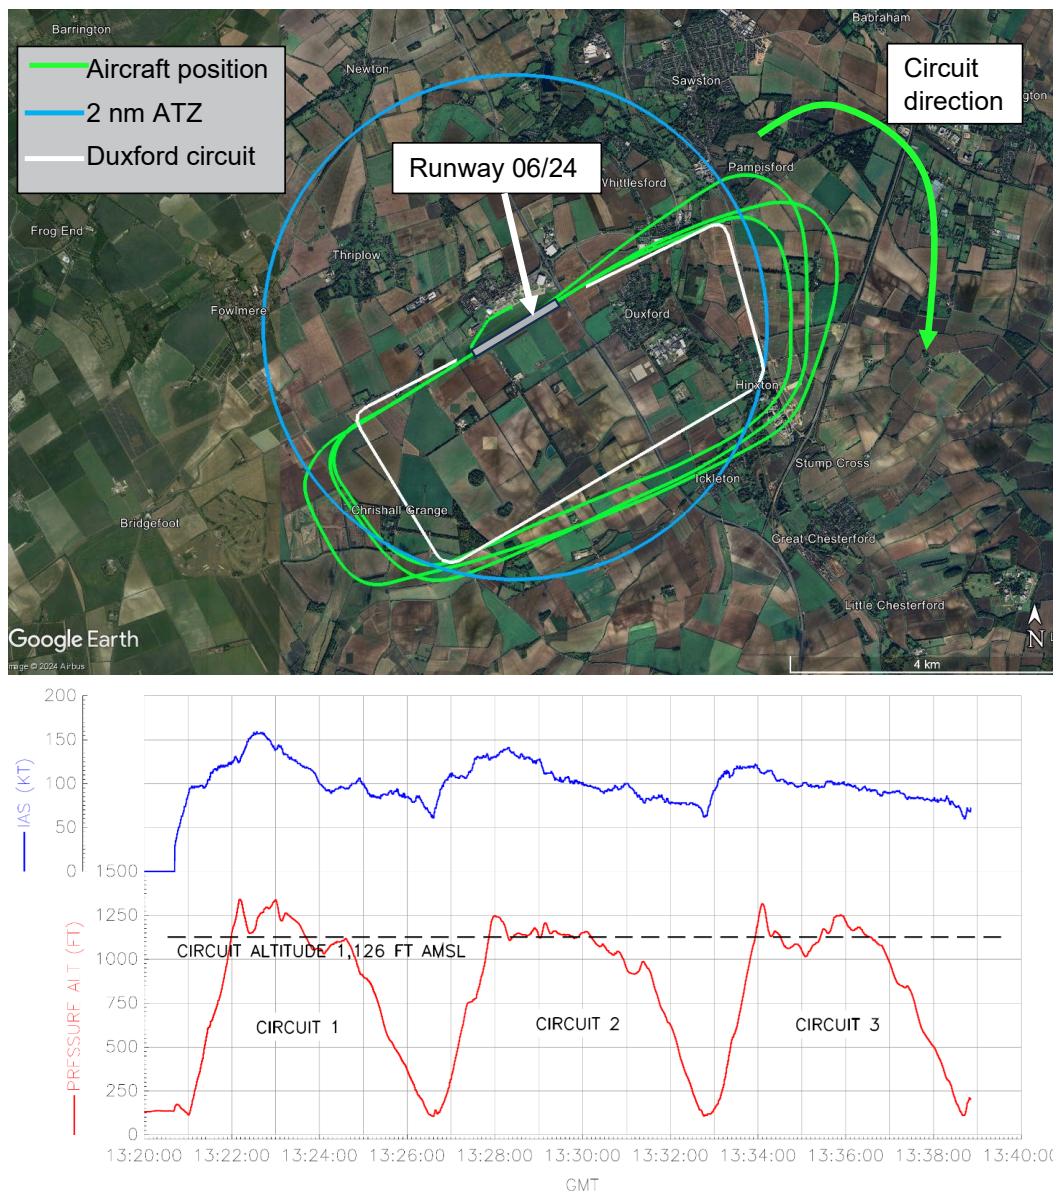 Barrington
Babraham
Aircraft position
2 nm ATZ
Duxford circuit
Newton
Sawston
Circuit
direction
ngton
Runway 06/24
Whittlesford
Pampisford
Frog End
Thriplow
Fowlmere
Duxford
Hinxton
Ickleton
Stump Cross
Chrishall Grange
Bridgefoot
Great Chesterford
Little Chesterford
Google Earth
Image © 2024 Airbus
N
4 km
200
150
100
50
0
IAS (KT)
1500
1250
1000
750
500
250
0
PRESSURE ALT (FT)
CIRCUIT ALTITUDE 1,126 FT AMSL
CIRCUIT 1
CIRCUIT 2
CIRCUIT 3
13:20:00 13:22:00 13:24:00 13:26:00 13:28:00 13:30:00 13:32:00 13:34:00 13:36:00 13:38:00 13:40:00
GMT